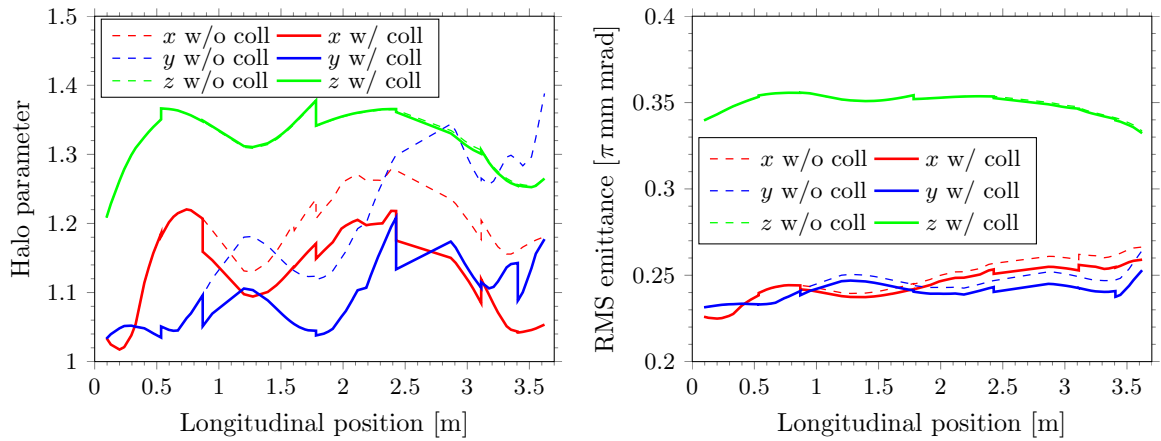 1.5
1.4
1.3
1.2
1.1
1
Halo parameter
x w/o coll x w/ coll
y w/o coll y w/ coll
z w/o coll z w/ coll
0 0.5 1 1.5 2 2.5 3 3.5
Longitudinal position [m]
0.4
0.35
0.3
0.25
0.2
RMS emittance [π mm mrad]
x w/o coll x w/ coll
y w/o coll y w/ coll
z w/o coll z w/ coll
0 0.5 1 1.5 2 2.5 3 3.5
Longitudinal position [m]